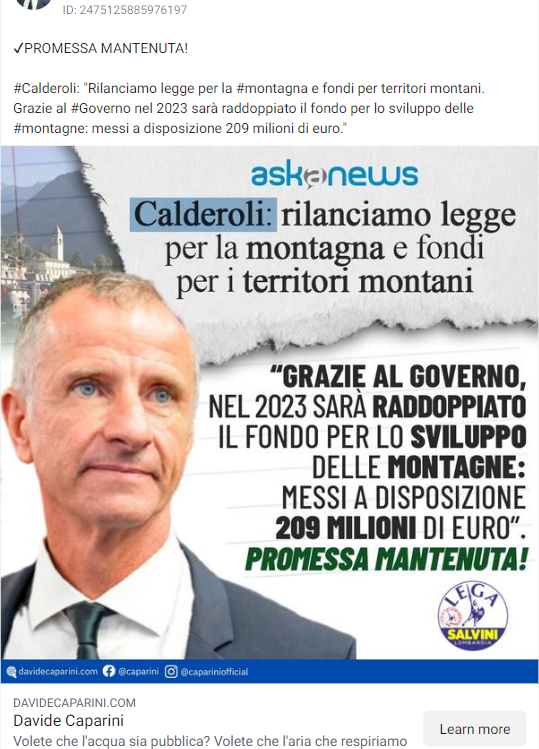 ID: 2475125885976197
✓PROMESSA MANTENUTA!
#Calderoli: "Rilanciamo legge per la #montagna e fondi per territori montani.
Grazie al #Governo nel 2023 sarà raddoppiato il fondo per lo sviluppo delle
#montagne: messi a disposizione 209 milioni di euro."
askanews
Calderoli: rilanciamo legge
per la montagna e fondi
per i territori montani
“GRAZIE AL GOVERNO,
NEL 2023 SARÀ RADDOPPIATO
IL FONDO PER LO SVILUPPO
DELLE MONTAGNE:
MESSI A DISPOSIZIONE
209 MILIONI DI EURO”.
PROMESSA MANTENUTA!
LEGA
SALVINI
LOMBARDIA
davidecaparini.com @caparini @capariniofficial
DAVIDECAPARINI.COM
Davide Caparini
Volete che l'acqua sia pubblica? Volete che l'aria che respiriamo
Learn more